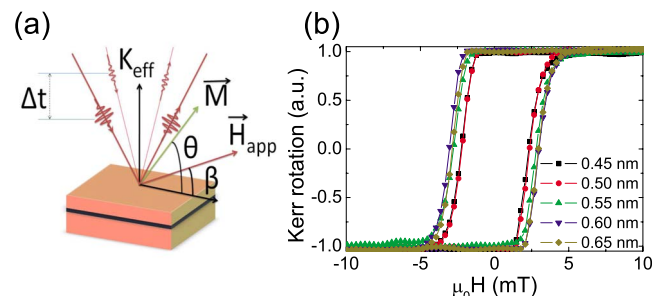 (a)
K_eff
Δt
M
H_app
θ
β
(b)
Kerr rotation (a.u.)
1.0
0.5
0.0
-0.5
-1.0
0.45 nm
0.50 nm
0.55 nm
0.60 nm
0.65 nm
-10 -5 0 5 10
μ₀H (mT)